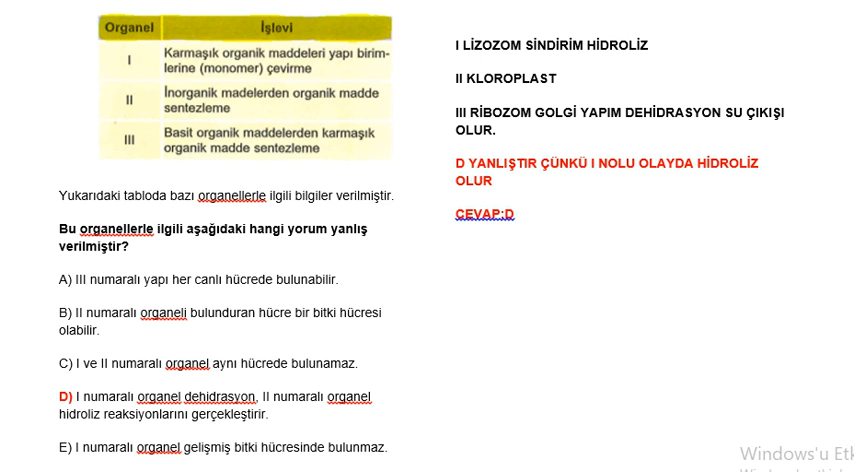 Organel İşlevi
I Karmaşık organik maddeleri yapı birim-
lerine (monomer) çevirme
II İnorganik madelerden organik madde
sentezleme
III Basit organik maddelerden karmaşık
organik madde sentezleme
Yukarıdaki tabloda bazı organellerle ilgili bilgiler verilmiştir.
Bu organellerle ilgili aşağıdaki hangi yorum yanlış
verilmiştir?
A) III numaralı yapı her canlı hücrede bulunabilir.
B) II numaralı organeli bulunduran hücre bir bitki hücresi
olabilir.
C) I ve II numaralı organel aynı hücrede bulunamaz.
D) I numaralı organel dehidrasyon, II numaralı organel
hidroliz reaksiyonlarını gerçekleştirir.
E) I numaralı organel gelişmiş bitki hücresinde bulunmaz.
I LİZOZOM SİNDİRİM HİDROLİZ
II KLOROPLAST
III RİBOZOM GOLGİ YAPIM DEHİDRASYON SU ÇIKIŞI
OLUR.
D YANLIŞTIR ÇÜNKÜ I NOLU OLAYDA HİDROLİZ
OLUR
CEVAP:D
Windows'u Etk